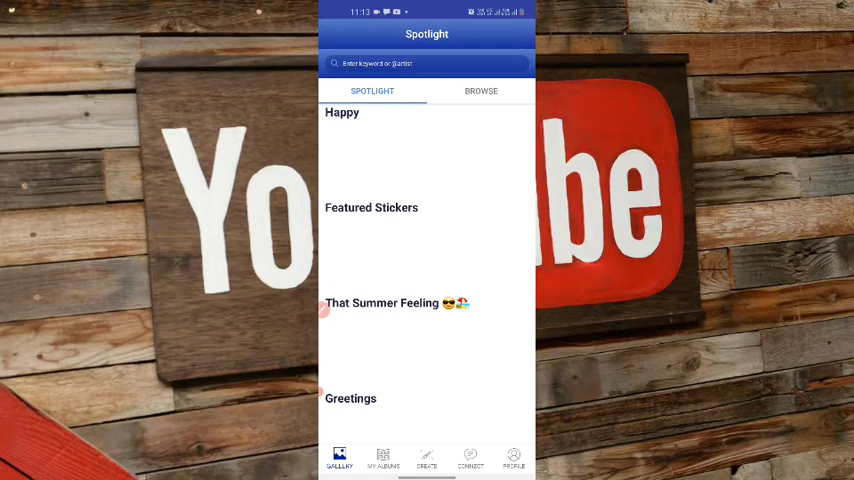 11:13
Spotlight
Enter keyword or @artist
SPOTLIGHT
BROWSE
Happy
Featured Stickers
That Summer Feeling 😎🏖️
Greetings
GALLERY
MY ALBUMS
CREATE
CONNECT
PROFILE
Yo
be